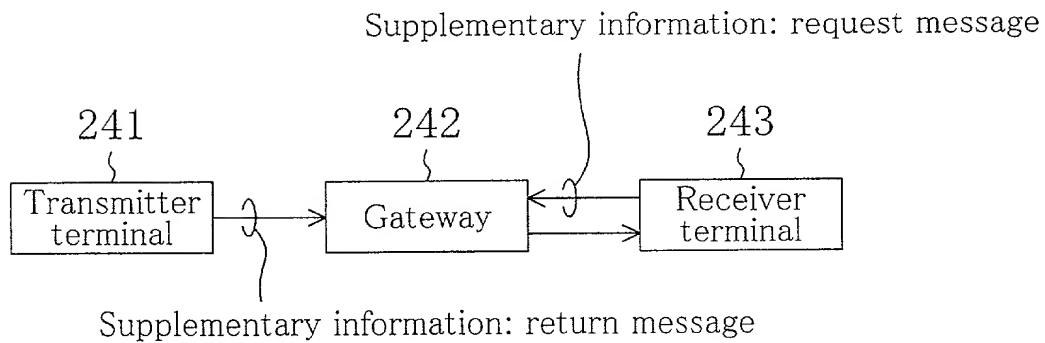 Supplementary information: request message
241
242
243
Transmitter
terminal
Gateway
Receiver
terminal
Supplementary information: return message